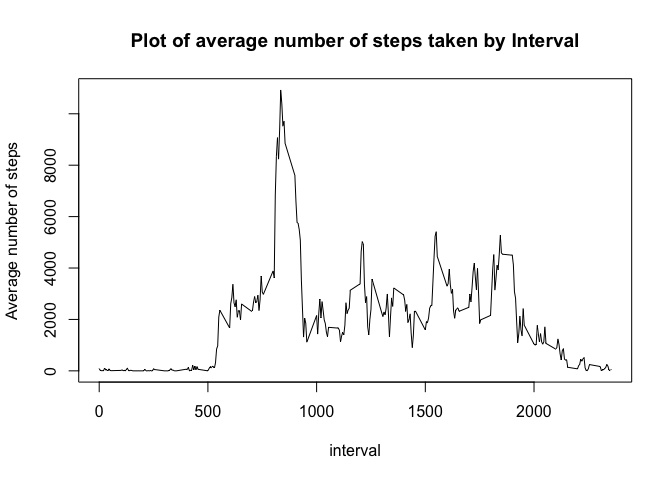 Plot of average number of steps taken by Interval
Average number of steps
8000
6000
4000
2000
0
0 500 1000 1500 2000
interval